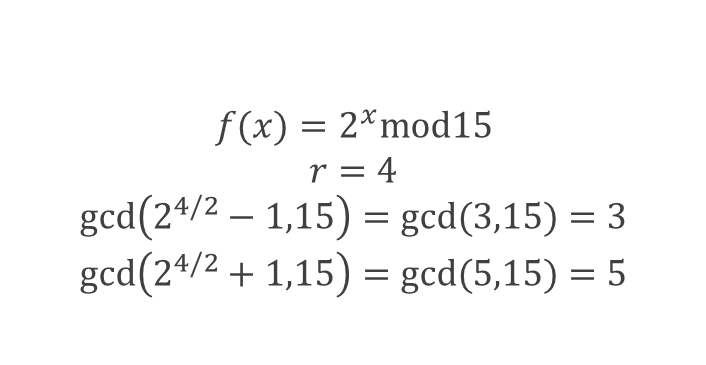 f(x) = 2^x mod15
r = 4
gcd(2^{4/2} − 1,15) = gcd(3,15) = 3
gcd(2^{4/2} + 1,15) = gcd(5,15) = 5